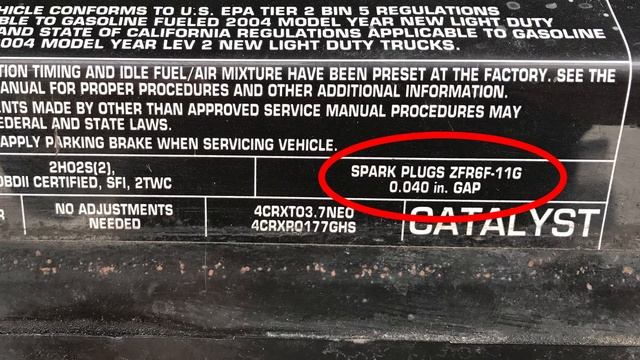 HICLE CONFORMS TO U.S. EPA TIER 2 BIN 5 REGULATIONS
BLE TO GASOLINE FUELED 2004 MODEL YEAR NEW LIGHT DUTY
AND STATE OF CALIFORNIA REGULATIONS APPLICABLE TO GASOLINE
2004 MODEL YEAR LEV 2 NEW LIGHT DUTY TRUCKS.
TION TIMING AND IDLE FUEL/AIR MIXTURE HAVE BEEN PRESET AT THE FACTORY. SEE THE
MANUAL FOR PROPER PROCEDURES AND OTHER ADDITIONAL INFORMATION.
ENTS MADE BY OTHER THAN APPROVED SERVICE MANUAL PROCEDURES MAY
EDERAL AND STATE LAWS.
APPLY PARKING BRAKE WHEN SERVICING VEHICLE.
2HO2S(2),
OBDII CERTIFIED, SFI, 2TWC
SPARK PLUGS ZFR6F-11G
0.040 in. GAP
R
NO ADJUSTMENTS
NEEDED
4CRXT03.7NE0
4CRXR0177GHS
CATALYST